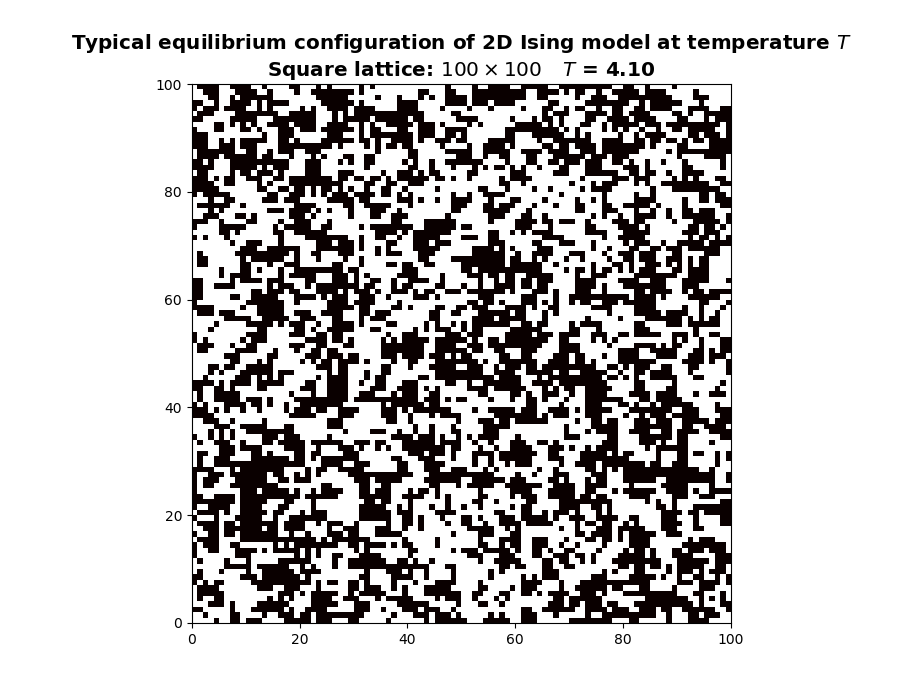 Typical equilibrium configuration of 2D Ising model at temperature T
Square lattice: 100 × 100 T = 4.10
100
80
60
40
20
0
0 20 40 60 80 100